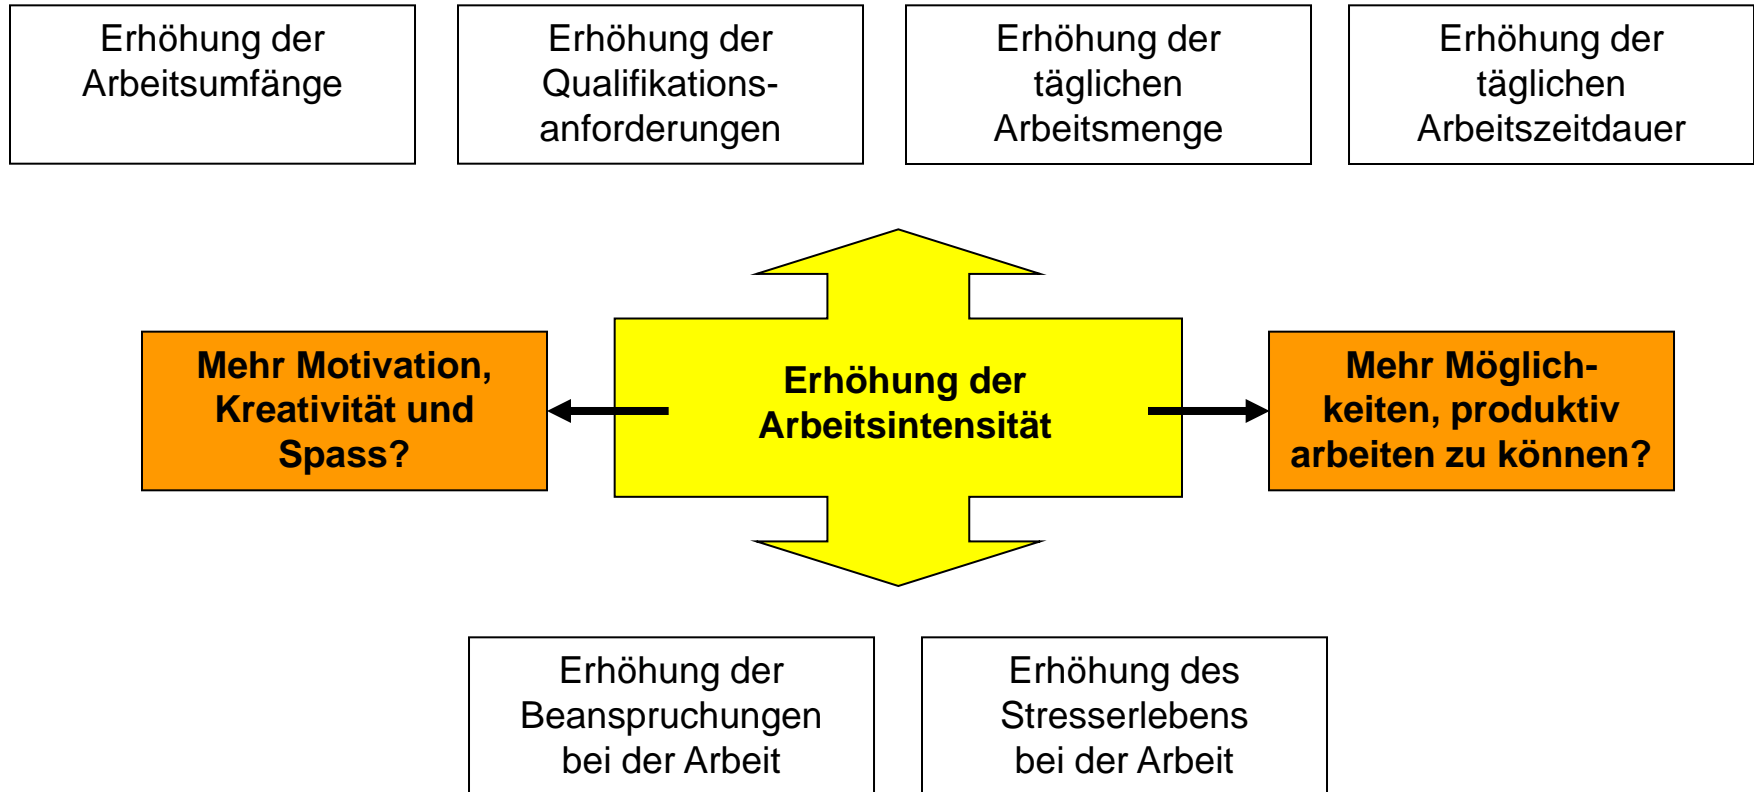 Erhöhung der
Arbeitsumfänge
Erhöhung der
Qualifikations-
anforderungen
Erhöhung der
täglichen
Arbeitsmenge
Erhöhung der
täglichen
Arbeitszeitdauer
Mehr Motivation,
Kreativität und
Spass?
Erhöhung der
Arbeitsintensität
Mehr Möglich-
keiten, produktiv
arbeiten zu können?
Erhöhung der
Beanspruchungen
bei der Arbeit
Erhöhung des
Stresserlebens
bei der Arbeit